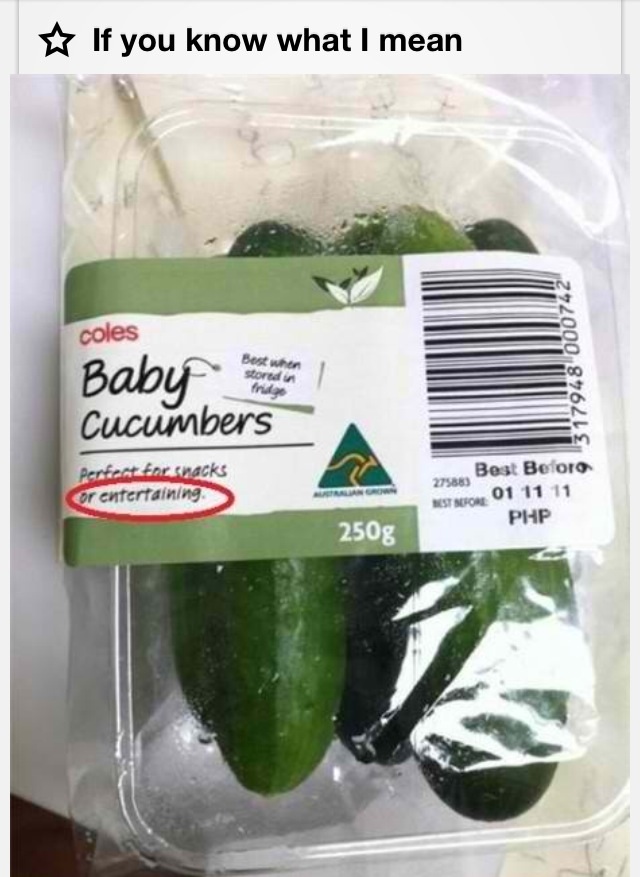 If you know what I mean
coles
Baby
Cucumbers
Best when
stored in
fridge
Perfect for snacks
or entertaining.
AUSTRALIAN GROWN
250g
9 317948 000742
Best Before
275883
BEST BEFORE: 01 11 11
PHP